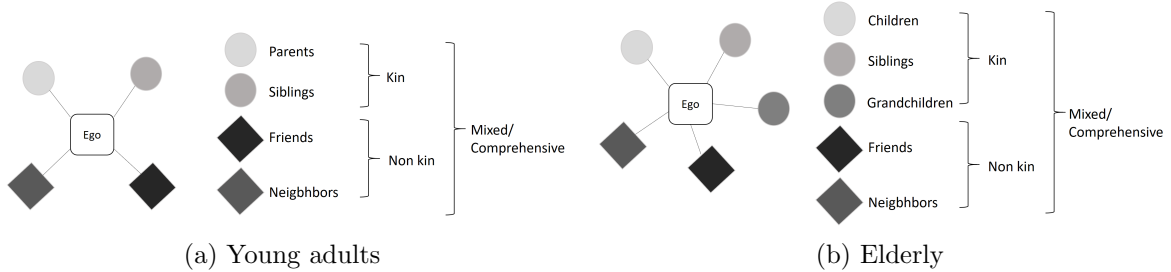 Ego
Parents
Siblings
Friends
Neigbhbors
Kin
Non kin
Mixed/
Comprehensive
(a) Young adults
Ego
Children
Siblings
Grandchildren
Friends
Neigbhbors
Kin
Non kin
Mixed/
Comprehensive
(b) Elderly